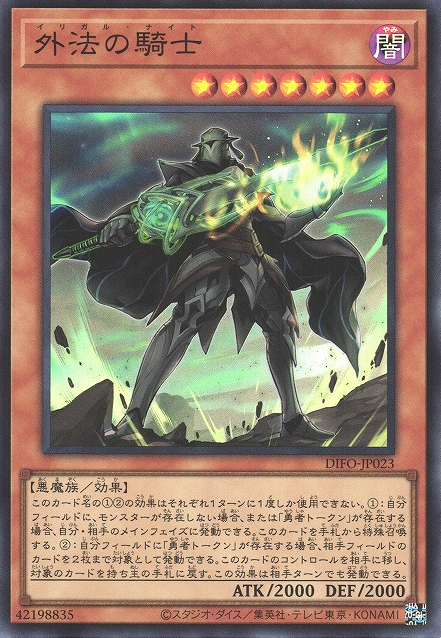 イリガル・ナイト
外法の騎士
やみ
闇
DIFO-JP023
【悪魔族／効果】
このカード名の①②の効果はそれぞれ1ターンに1度しか使用できない。①：自分
フィールドに、モンスターが存在しない場合、または「勇者トークン」が存在する
場合、自分・相手のメインフェイズに発動できる。このカードを手札から特殊召喚
する。②：自分フィールドに「勇者トークン」が存在する場合、相手フィールドの
カードを2枚まで対象として発動できる。このカードのコントロールを相手に移し、
対象のカードを持ち主の手札に戻す。この効果は相手ターンでも発動できる。
ATK/2000 DEF/2000
42198835
©スタジオ・ダイス／集英社・テレビ東京・KONAMI